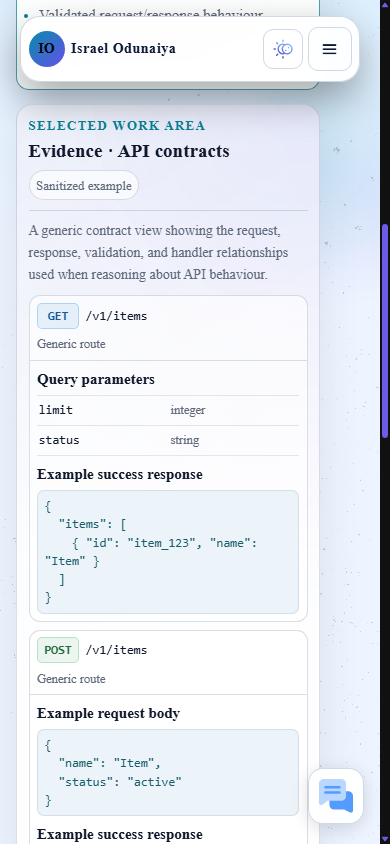 Validated request/response behaviour
IO Israel Odunaiya
SELECTED WORK AREA
Evidence · API contracts
Sanitized example
A generic contract view showing the request,
response, validation, and handler relationships
used when reasoning about API behaviour.
GET /v1/items
Generic route
Query parameters
limit integer
status string
Example success response
{
"items": [
{ "id": "item_123", "name":
"Item" }
]
}
POST /v1/items
Generic route
Example request body
{
"name": "Item",
"status": "active"
}
Example success response